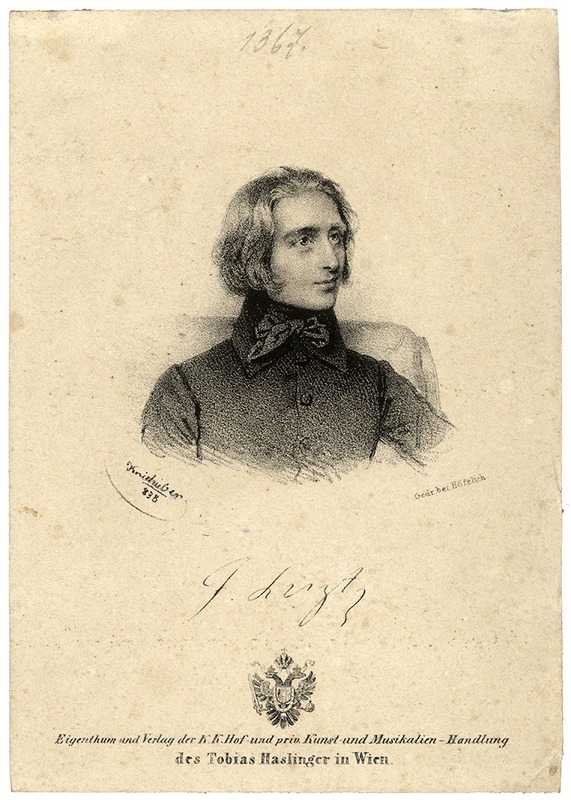 1367.
Kriehuber
838
Gedr. bei Höfelich
F. Liszt
Eigenthum und Verlag der K. K. Hof- und priv. Kunst- und Musikalien-Handlung
des Tobias Haslinger in Wien.